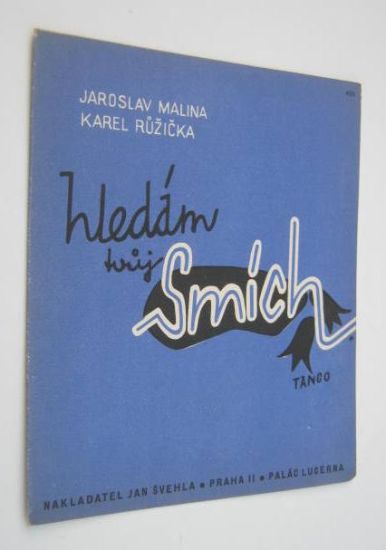 JAROSLAV MALINA
KAREL RŮŽIČKA
hledám
tvůj
Smích
TANGO
NAKLADATEL JAN ŠVEHLA • PRAHA II • PALÁC LUCERNA